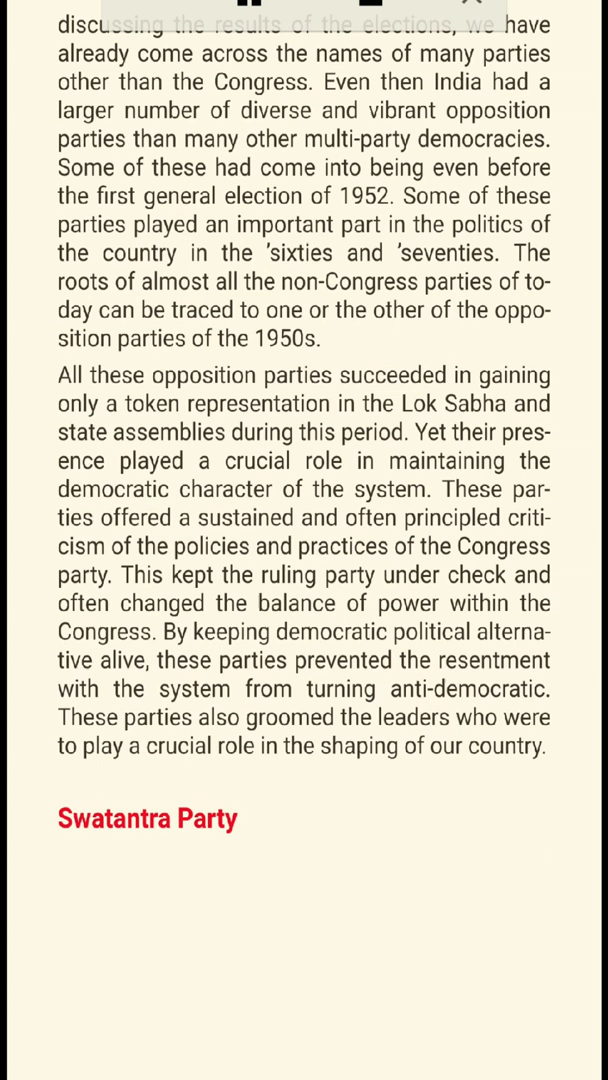 discussing the results of the elections, we have
already come across the names of many parties
other than the Congress. Even then India had a
larger number of diverse and vibrant opposition
parties than many other multi-party democracies.
Some of these had come into being even before
the first general election of 1952. Some of these
parties played an important part in the politics of
the country in the ’sixties and ’seventies. The
roots of almost all the non-Congress parties of to-
day can be traced to one or the other of the oppo-
sition parties of the 1950s.
All these opposition parties succeeded in gaining
only a token representation in the Lok Sabha and
state assemblies during this period. Yet their pres-
ence played a crucial role in maintaining the
democratic character of the system. These par-
ties offered a sustained and often principled criti-
cism of the policies and practices of the Congress
party. This kept the ruling party under check and
often changed the balance of power within the
Congress. By keeping democratic political alterna-
tive alive, these parties prevented the resentment
with the system from turning anti-democratic.
These parties also groomed the leaders who were
to play a crucial role in the shaping of our country.
Swatantra Party